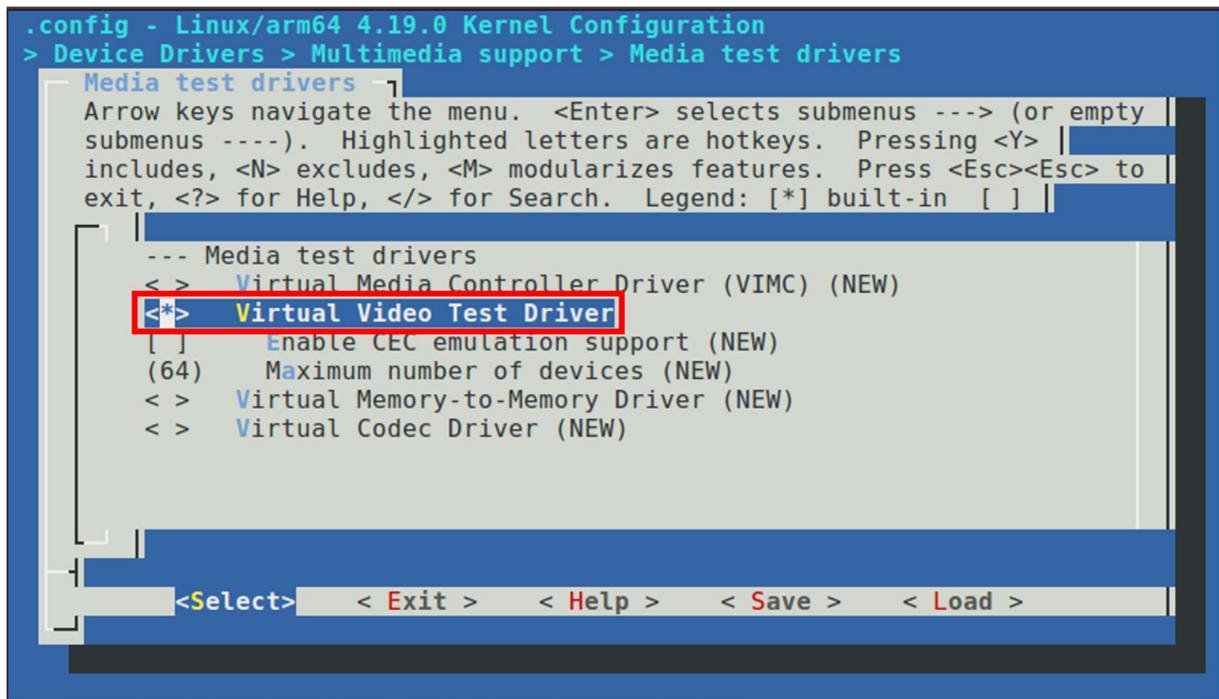 .config - Linux/arm64 4.19.0 Kernel Configuration
> Device Drivers > Multimedia support > Media test drivers
Media test drivers
Arrow keys navigate the menu.  <Enter> selects submenus ---> (or empty
submenus ----).  Highlighted letters are hotkeys.  Pressing <Y>
includes, <N> excludes, <M> modularizes features.  Press <Esc><Esc> to
exit, <?> for Help, </> for Search.  Legend: [*] built-in  [ ]
--- Media test drivers
< >   Virtual Media Controller Driver (VIMC) (NEW)
<*>   Virtual Video Test Driver
[ ]     Enable CEC emulation support (NEW)
(64)    Maximum number of devices (NEW)
< >   Virtual Memory-to-Memory Driver (NEW)
< >   Virtual Codec Driver (NEW)
<Select>    < Exit >    < Help >    < Save >    < Load >